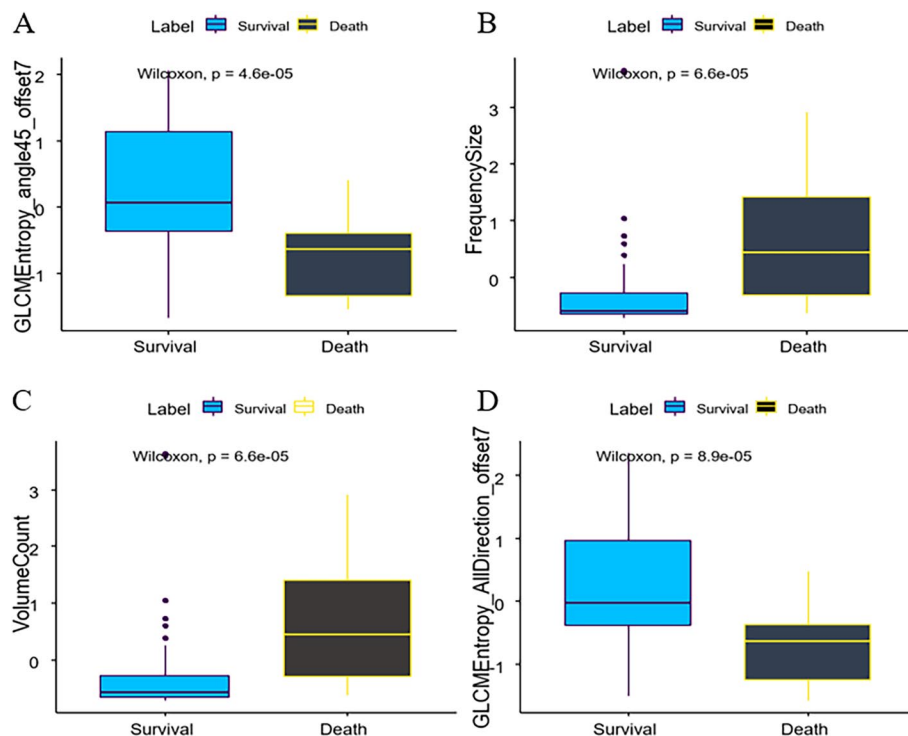 A
Label Survival Death
Wilcoxon, p = 4.6e-05
GLCMEntropy_angle45_offset7
2
1
0
-1
Survival Death
B
Label Survival Death
Wilcoxon, p = 6.6e-05
FrequencySize
3
2
1
0
Survival Death
C
Label Survival Death
Wilcoxon, p = 6.6e-05
VolumeCount
3
2
1
0
Survival Death
D
Label Survival Death
Wilcoxon, p = 8.9e-05
GLCMEntropy_AllDirection_offset7
2
1
0
-1
Survival Death